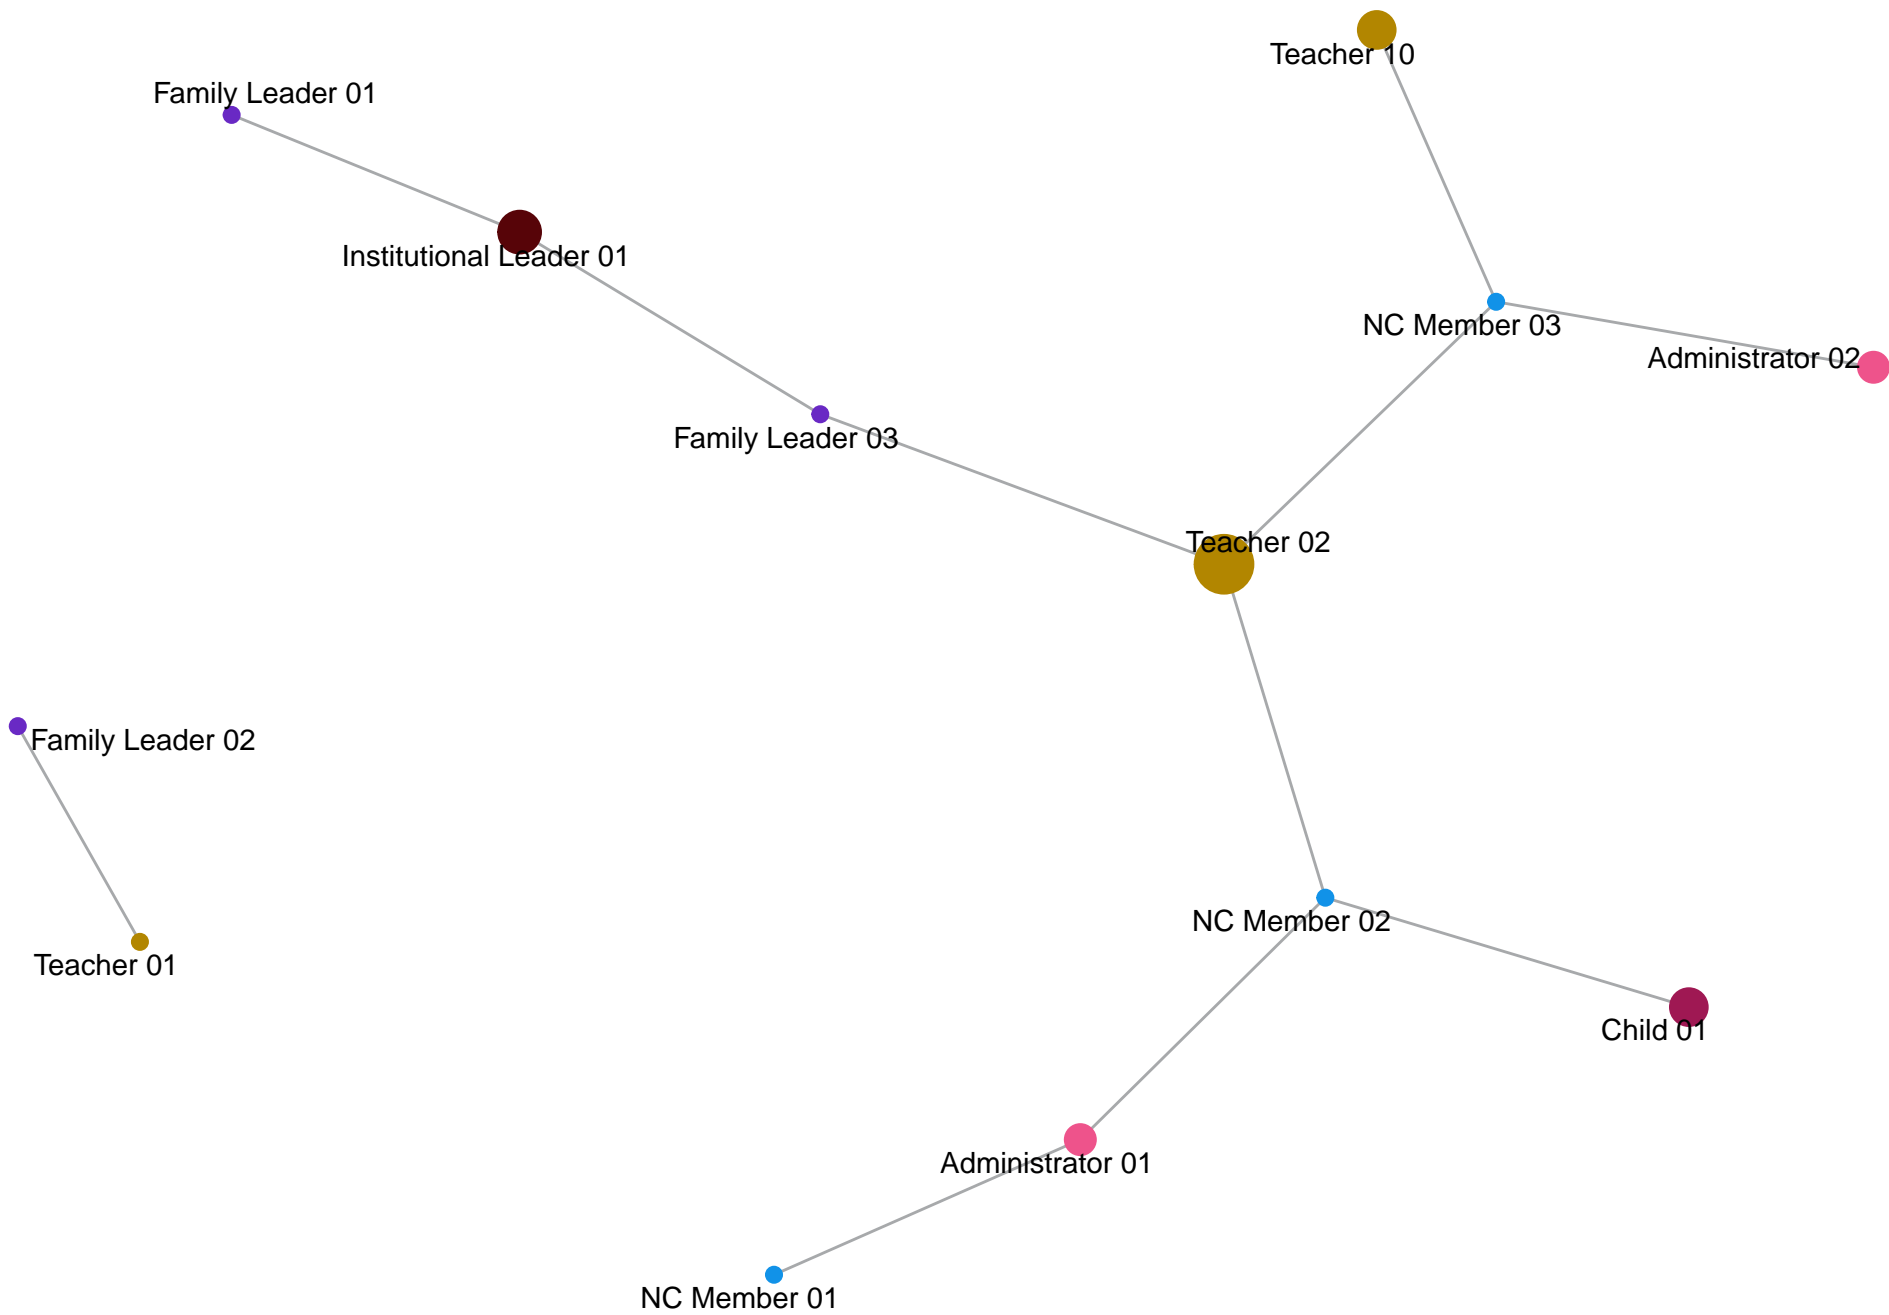 Teacher 10
Family Leader 01
Institutional Leader 01
NC Member 03
Administrator 02
Family Leader 03
Teacher 02
Family Leader 02
NC Member 02
Teacher 01
Child 01
Administrator 01
NC Member 01